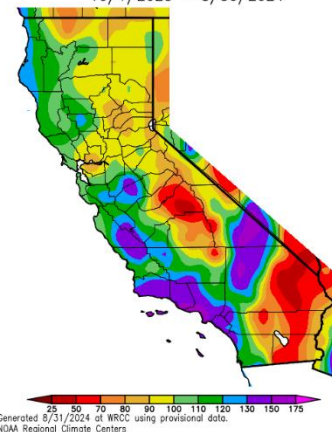 25 50 70 80 90 100 110 120 130 150 175
Generated 8/31/2024 at WRCC using provisional data.
NOAA Regional Climate Centers